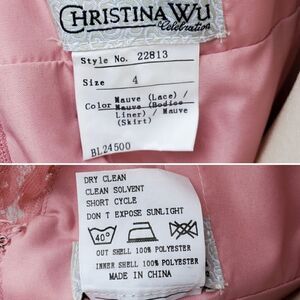 CHRISTINA WU
Celebration
Style No. 22813
Size 4
Color Mauve (Lace) /
Mauve (Bodice
Liner) / Mauve
(Skirt)
BL24500
DRY CLEAN
CLEAN SOLVENT
SHORT CYCLE
DON T EXPOSE SUNLIGHT
40°
OUT SHELL 100% POLYESTER
INNER SHELL 100% POLYESTER
MADE IN CHINA